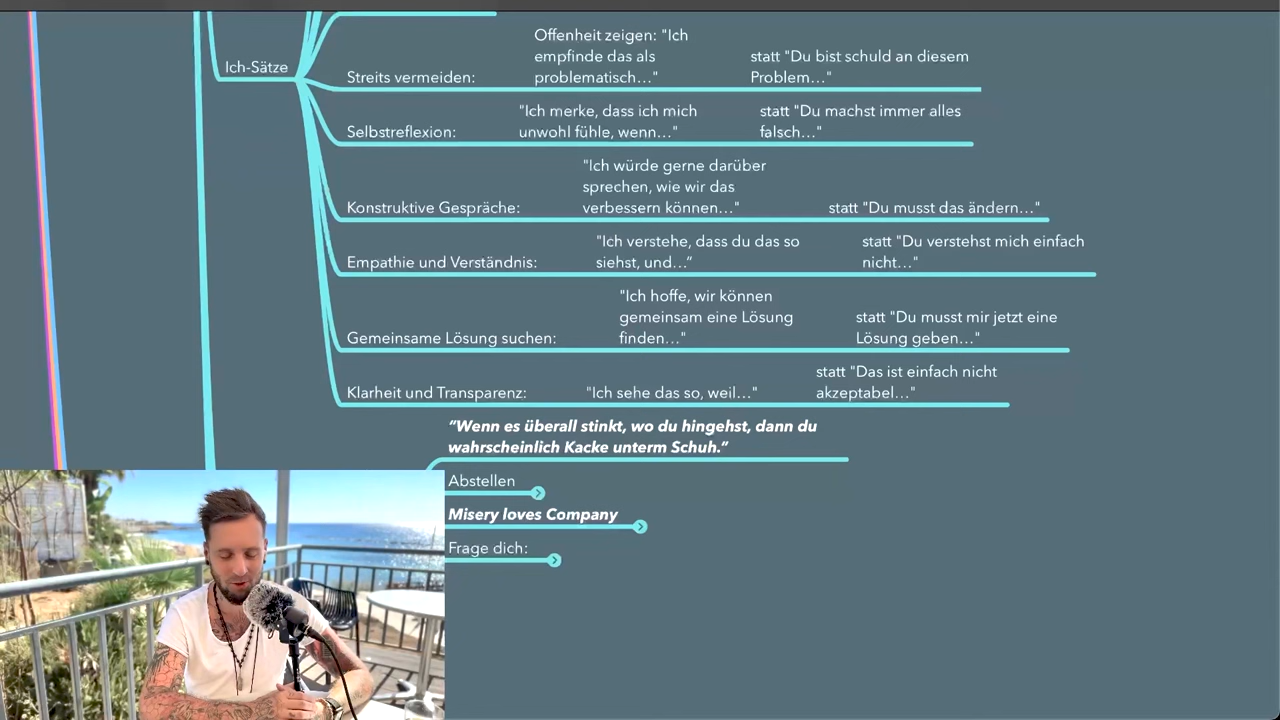 Ich-Sätze
Streits vermeiden:
Offenheit zeigen: "Ich
empfinde das als
problematisch…"
statt "Du bist schuld an diesem
Problem…"
Selbstreflexion:
"Ich merke, dass ich mich
unwohl fühle, wenn…"
statt "Du machst immer alles
falsch…"
Konstruktive Gespräche:
"Ich würde gerne darüber
sprechen, wie wir das
verbessern können…"
statt "Du musst das ändern…"
Empathie und Verständnis:
"Ich verstehe, dass du das so
siehst, und…“
statt "Du verstehst mich einfach
nicht…"
Gemeinsame Lösung suchen:
"Ich hoffe, wir können
gemeinsam eine Lösung
finden…"
statt "Du musst mir jetzt eine
Lösung geben…"
Klarheit und Transparenz:
"Ich sehe das so, weil…"
statt "Das ist einfach nicht
akzeptabel…"
“Wenn es überall stinkt, wo du hingehst, dann du
wahrscheinlich Kacke unterm Schuh.”
Abstellen
Misery loves Company
Frage dich: